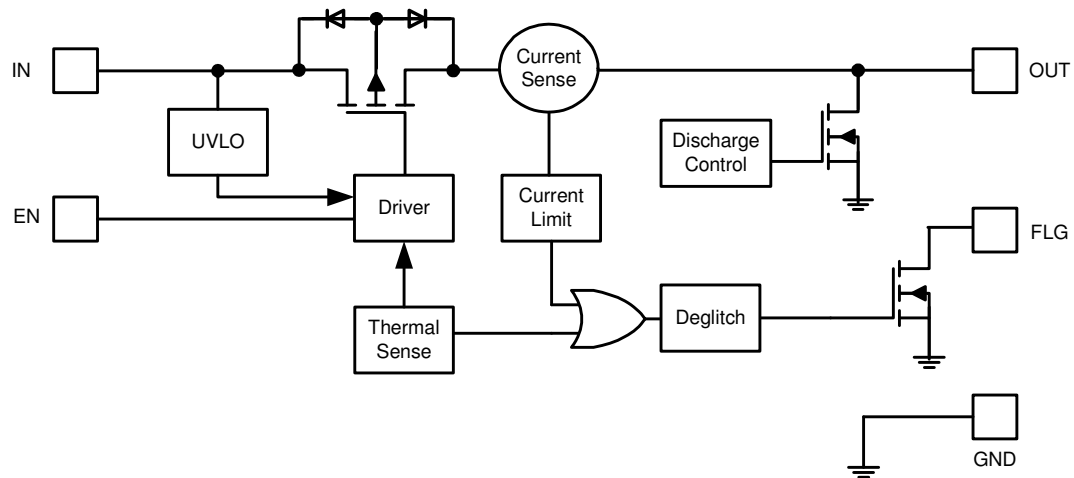 IN
Current
Sense
OUT
UVLO
Discharge
Control
EN
Driver
Current
Limit
FLG
Thermal
Sense
Deglitch
GND